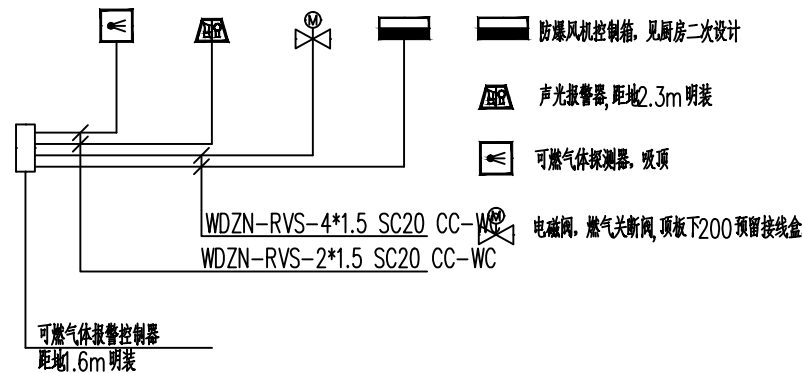 M
防爆风机控制箱，见厨房二次设计
声光报警器,距地2.3m明装
可燃气体探测器，吸顶
WDZN-RVS-4*1.5 SC20 CC-WC
M
电磁阀，燃气关断阀,顶板下200预留接线盒
WDZN-RVS-2*1.5 SC20 CC-WC
可燃气体报警控制器
距地1.6m明装